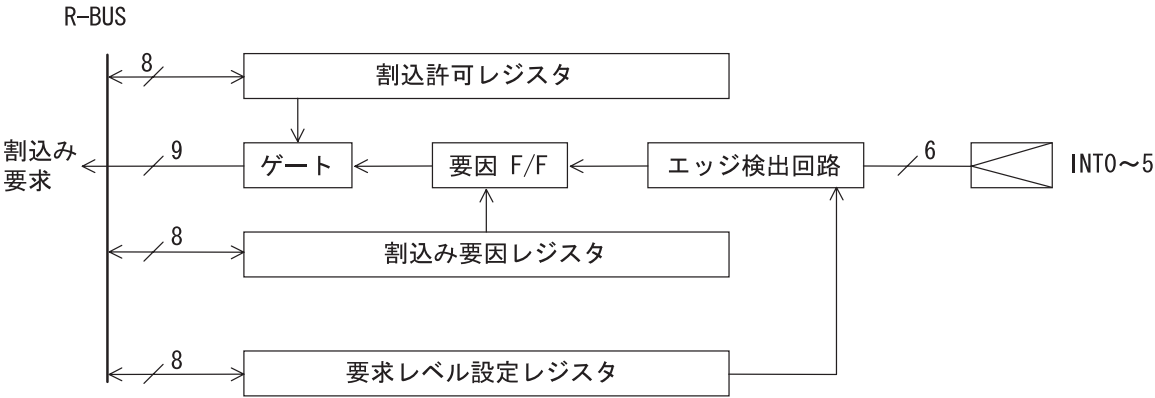 R-BUS
8
割込許可レジスタ
割込み
要求
9
ゲート
要因 F/F
エッジ検出回路
6
INT0～5
8
割込み要因レジスタ
8
要求レベル設定レジスタ